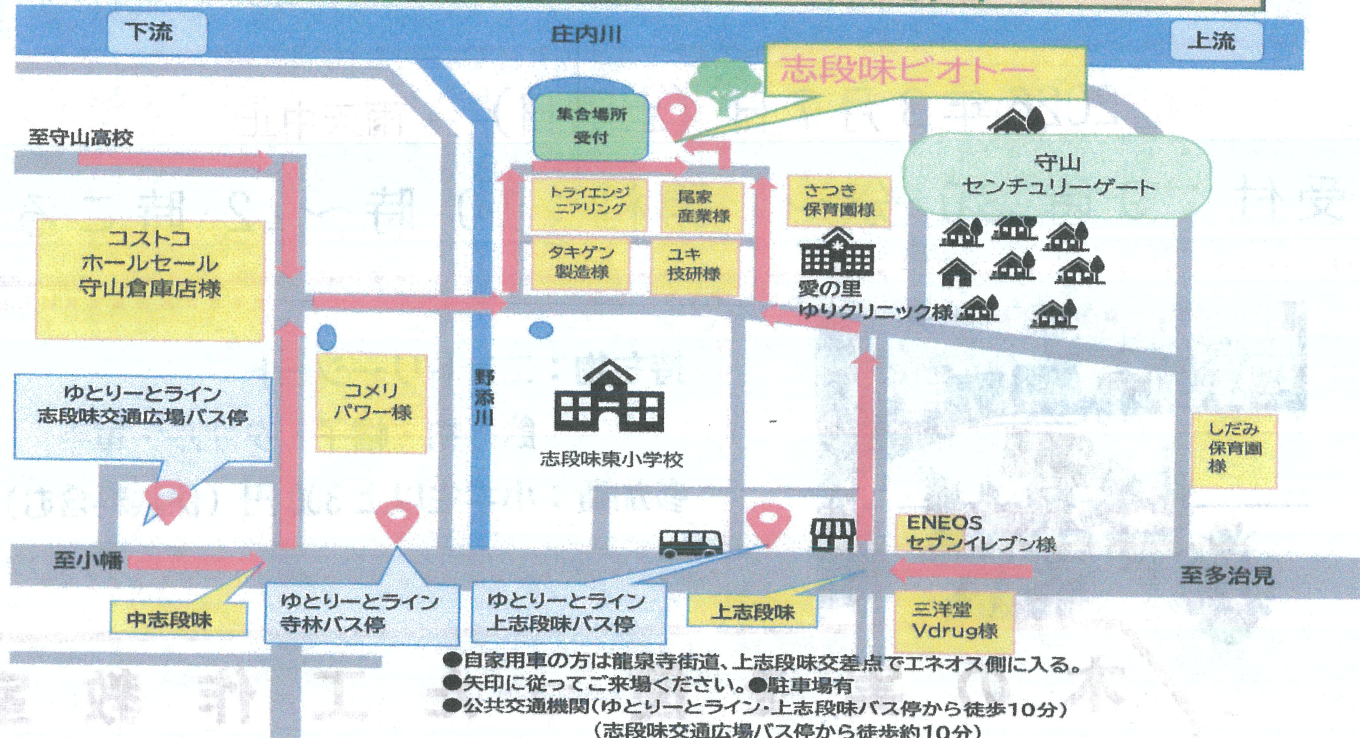 下流
庄内川
上流
志段味ビオトー
集合場所
受付
至守山高校
守山
センチュリーゲート
トライエンジ
ニアリング
尾家
産業様
さつき
保育園様
コストコ
ホールセール
守山倉庫店様
タキゲン
製造様
ユキ
技研様
愛の里
ゆりクリニック様
ゆとりーとライン
志段味交通広場バス停
コメリ
パワー様
野添川
志段味東小学校
しだみ
保育園
様
ENEOS
セブンイレブン様
至小幡
至多治見
中志段味
ゆとりーとライン
寺林バス停
ゆとりーとライン
上志段味バス停
上志段味
三洋堂
Vdrug様
●自家用車の方は龍泉寺街道、上志段味交差点でエネオス側に入る。
●矢印に従ってご来場ください。●駐車場有
●公共交通機関(ゆとりーとライン・上志段味バス停から徒歩10分)
(志段味交通広場バス停から徒歩約10分)